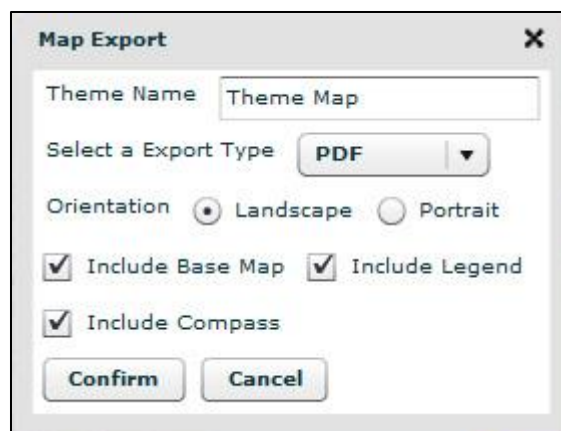 Map Export
Theme Name Theme Map
Select a Export Type PDF
Orientation Landscape Portrait
Include Base Map Include Legend
Include Compass
Confirm Cancel